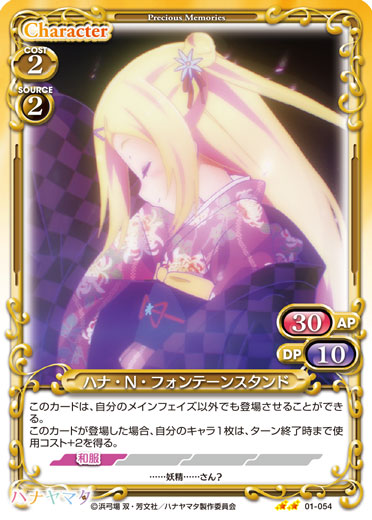 Precious Memories
Character
COST
2
SOURCE
2
30 AP
DP 10
ハナ・N・フォンテーンスタンド
このカードは、自分のメインフェイズ以外でも登場させることができ
る。
このカードが登場した場合、自分のキャラ1枚は、ターン終了時まで使
用コスト+2を得る。
和服
……妖精……さん?
ハナヤマタ
©浜弓場 双・芳文社/ハナヤマタ製作委員会
01-054